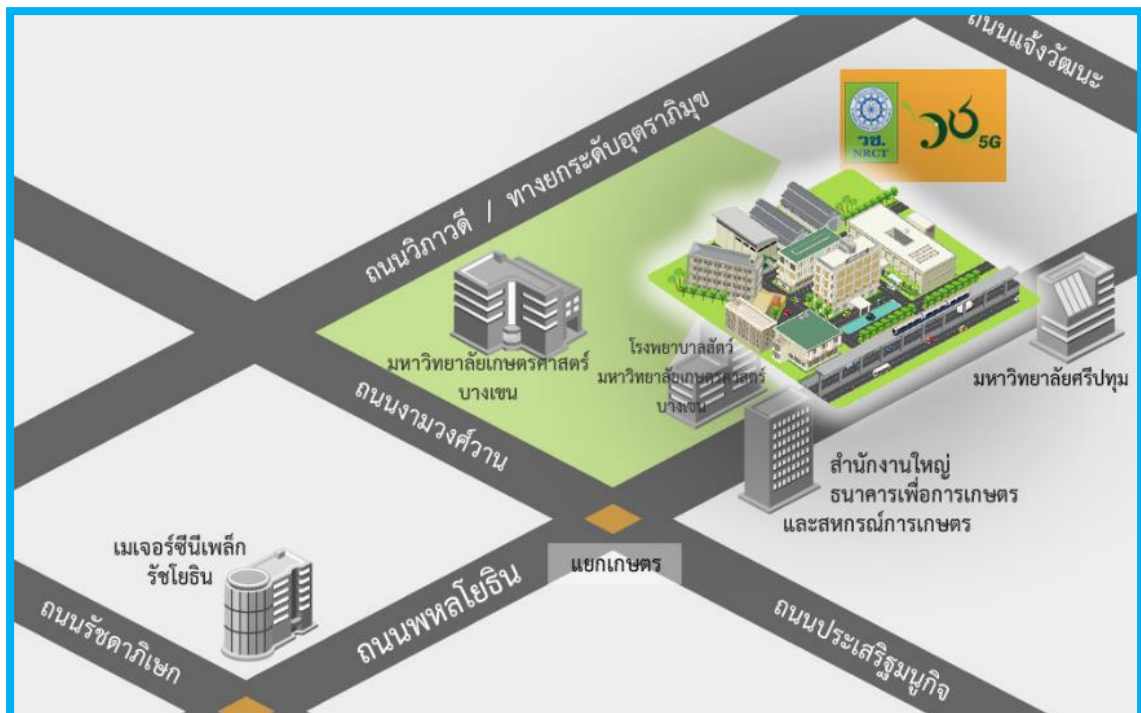 ถนนแจ้งวัฒนะ
วช.
NRCT
วช 5G
ถนนวิภาวดี / ทางยกระดับอุตราภิมุข
มหาวิทยาลัยเกษตรศาสตร์
บางเขน
โรงพยาบาลสัตว์
มหาวิทยาลัยเกษตรศาสตร์
บางเขน
มหาวิทยาลัยศรีปทุม
ถนนงามวงศ์วาน
สำนักงานใหญ่
ธนาคารเพื่อการเกษตร
และสหกรณ์การเกษตร
เมเจอร์ซีนีเพล็ก
รัชโยธิน
แยกเกษตร
ถนนพหลโยธิน
ถนนรัชดาภิเษก
ถนนประเสริฐมนูกิจ